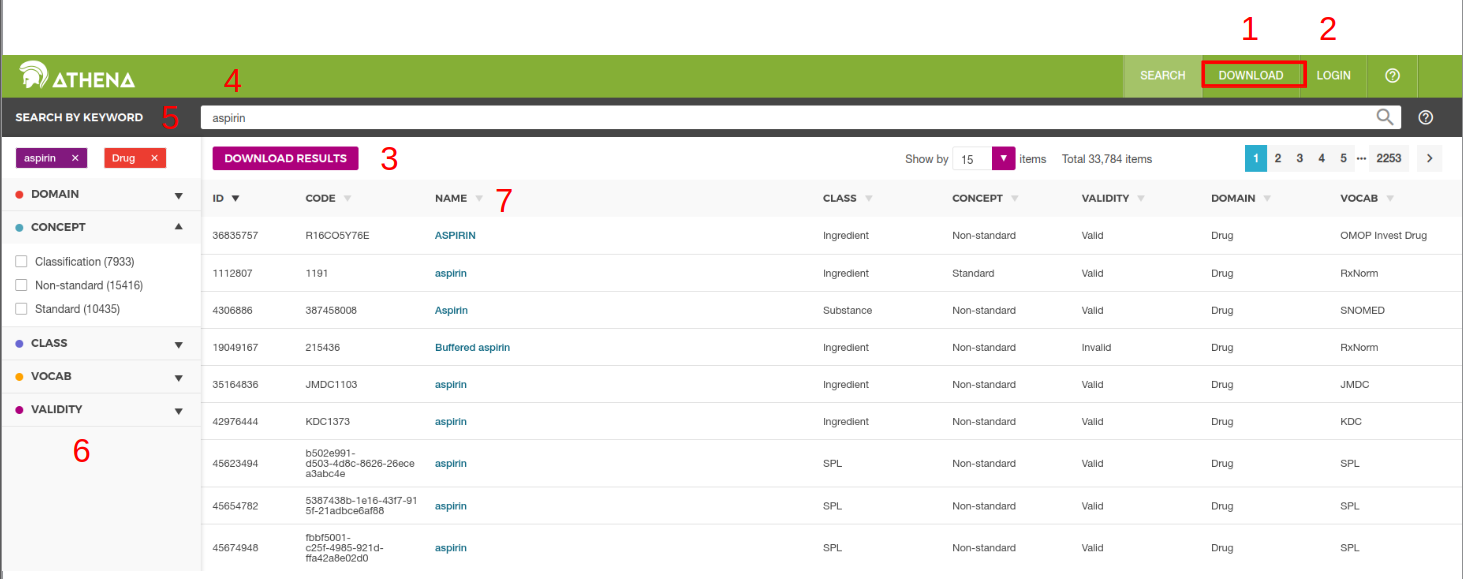 1 2
ATHENA 4 SEARCH DOWNLOAD LOGIN ?
SEARCH BY KEYWORD 5 aspirin ?
aspirin × Drug × DOWNLOAD RESULTS 3 Show by 15 ▼ items Total 33,784 items 1 2 3 4 5 ··· 2253 >
DOMAIN ▼
ID ▼ CODE ▼ NAME ▼ 7 CLASS ▼ CONCEPT ▼ VALIDITY ▼ DOMAIN ▼ VOCAB ▼
CONCEPT ▲
Classification (7933)
Non-standard (15416)
Standard (10435)
CLASS ▼
VOCAB ▼
VALIDITY ▼
6
36835757 R16CO5Y76E ASPIRIN Ingredient Non-standard Valid Drug OMOP Invest Drug
1112807 1191 aspirin Ingredient Standard Valid Drug RxNorm
4306886 387458008 Aspirin Substance Non-standard Valid Drug SNOMED
19049167 215436 Buffered aspirin Ingredient Non-standard Invalid Drug RxNorm
35164836 JMDC1103 aspirin Ingredient Non-standard Valid Drug JMDC
42976444 KDC1373 aspirin Ingredient Non-standard Valid Drug KDC
b502e991-
45623494 d503-4d8c-8626-26ece aspirin SPL Non-standard Valid Drug SPL
a3abc4e
5387438b-1e16-43f7-91
45654782 5f-21adbce6af88 aspirin SPL Non-standard Valid Drug SPL
fbbf5001-
45674948 c25f-4985-921d- aspirin SPL Non-standard Valid Drug SPL
ffa42a8e02d0